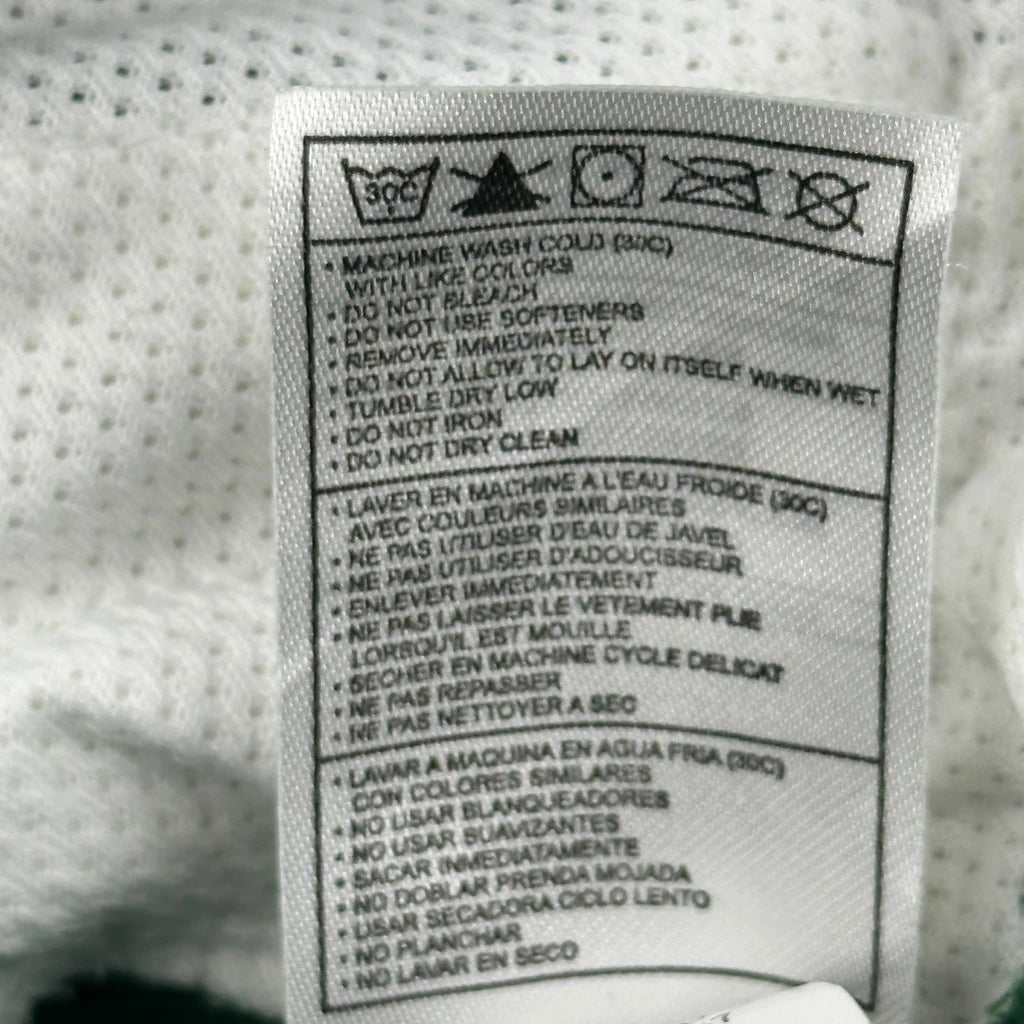 30C
• MACHINE WASH COLD (30C)
WITH LIKE COLORS
• DO NOT BLEACH
• DO NOT USE SOFTENERS
• REMOVE IMMEDIATELY
• DO NOT ALLOW TO LAY ON ITSELF WHEN WET
• TUMBLE DRY LOW
• DO NOT IRON
• DO NOT DRY CLEAN
• LAVER EN MACHINE A L'EAU FROIDE (30C)
AVEC COULEURS SIMILAIRES
• NE PAS UTILISER D'EAU DE JAVEL
• NE PAS UTILISER D'ADOUCISSEUR
• ENLEVER IMMEDIATEMENT
• NE PAS LAISSER LE VETEMENT PLIE
LORSQU'IL EST MOUILLE
• SECHER EN MACHINE CYCLE DELICAT
• NE PAS REPASSER
• NE PAS NETTOYER A SEC
• LAVAR A MAQUINA EN AGUA FRIA (30C)
CON COLORES SIMILARES
• NO USAR BLANQUEADORES
• NO USAR SUAVIZANTES
• SACAR INMEDIATAMENTE
• NO DOBLAR PRENDA MOJADA
• USAR SECADORA CICLO LENTO
• NO PLANCHAR
• NO LAVAR EN SECO